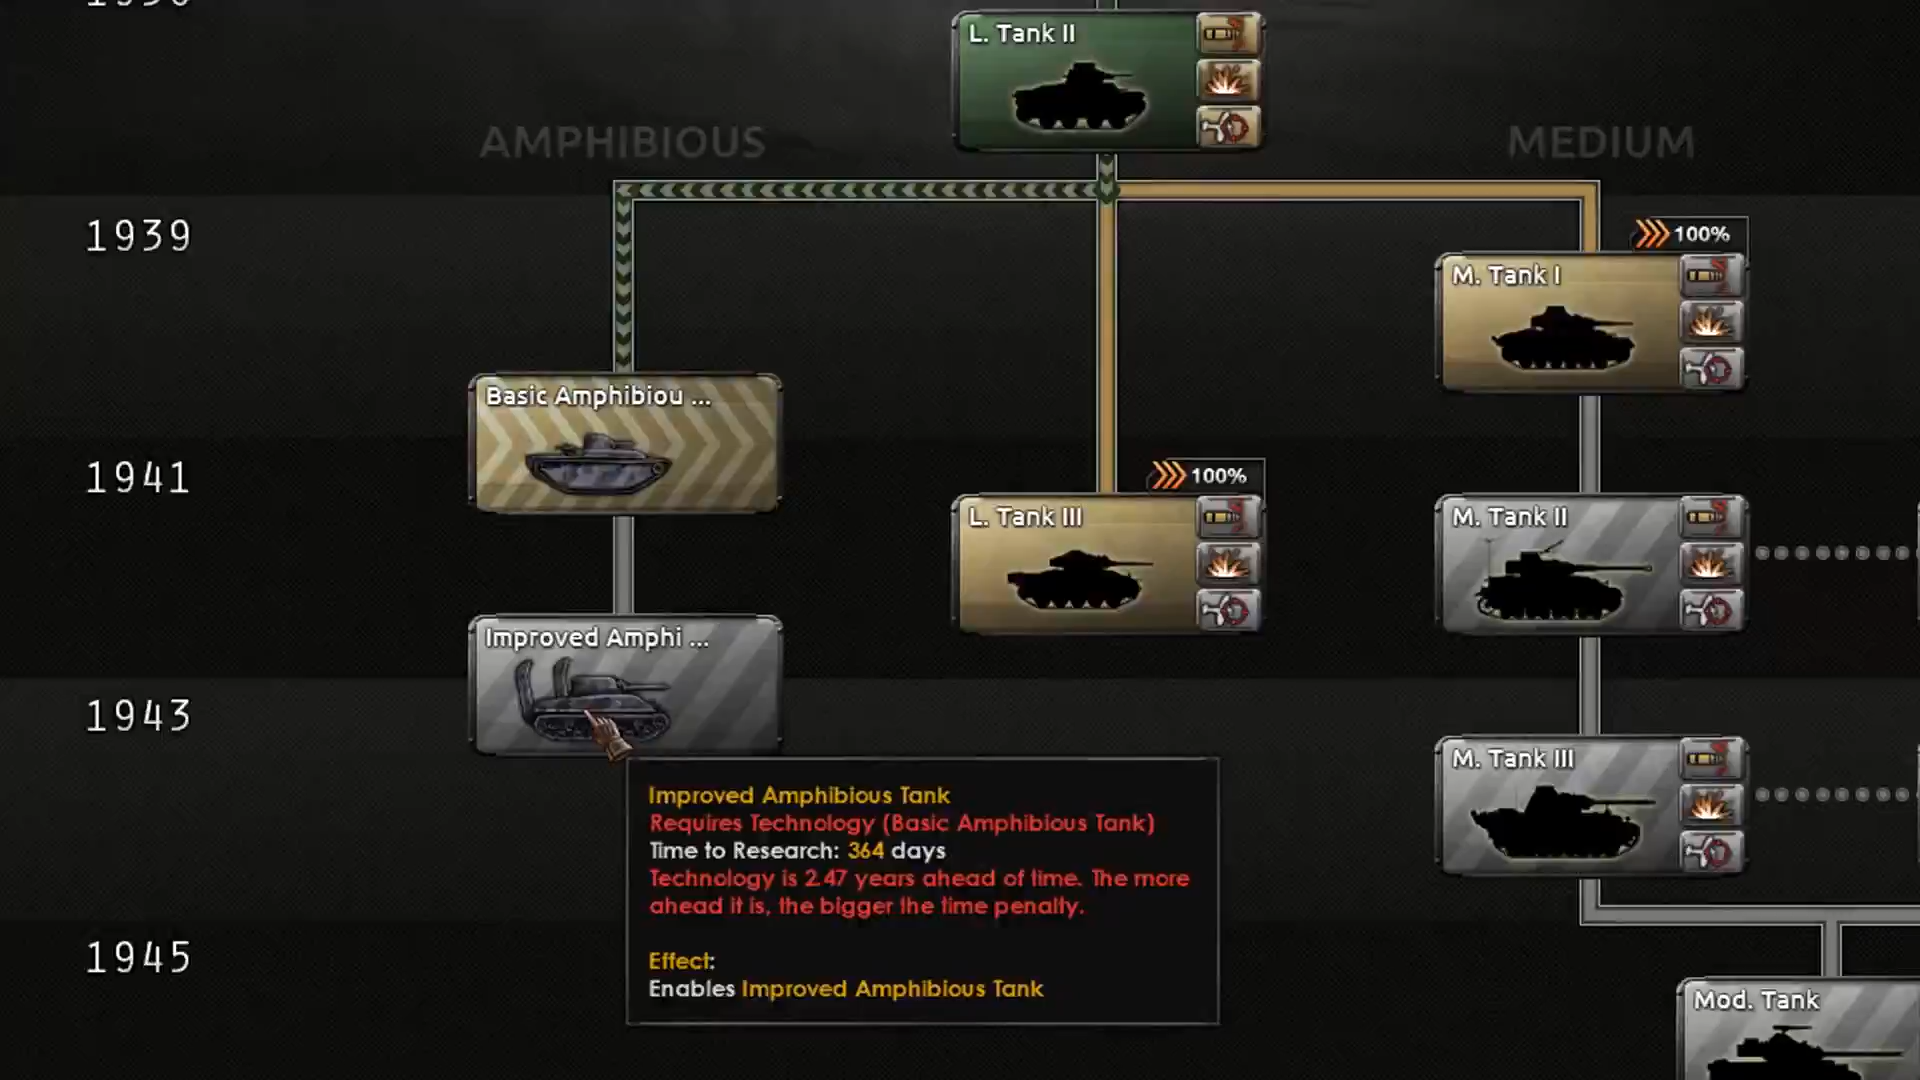 L. Tank II
AMPHIBIOUS
MEDIUM
1939
100%
M. Tank I
Basic Amphibiou ...
1941
100%
L. Tank III
M. Tank II
Improved Amphi ...
1943
M. Tank III
Improved Amphibious Tank
Requires Technology (Basic Amphibious Tank)
Time to Research: 364 days
Technology is 2.47 years ahead of time. The more
ahead it is, the bigger the time penalty.
Effect:
Enables Improved Amphibious Tank
1945
Mod. Tank